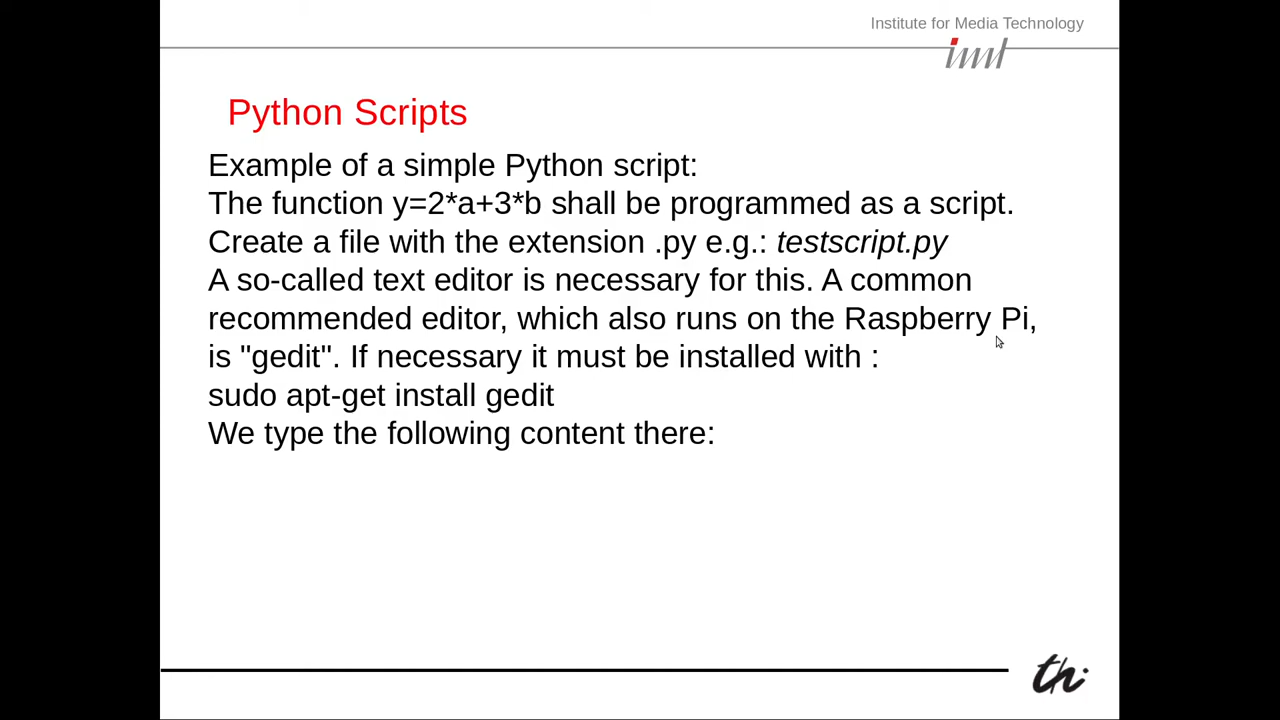 Institute for Media Technology
imt
Python Scripts
Example of a simple Python script:
The function y=2*a+3*b shall be programmed as a script.
Create a file with the extension .py e.g.: testscript.py
A so-called text editor is necessary for this. A common
recommended editor, which also runs on the Raspberry Pi,
is "gedit". If necessary it must be installed with :
sudo apt-get install gedit
We type the following content there:
th